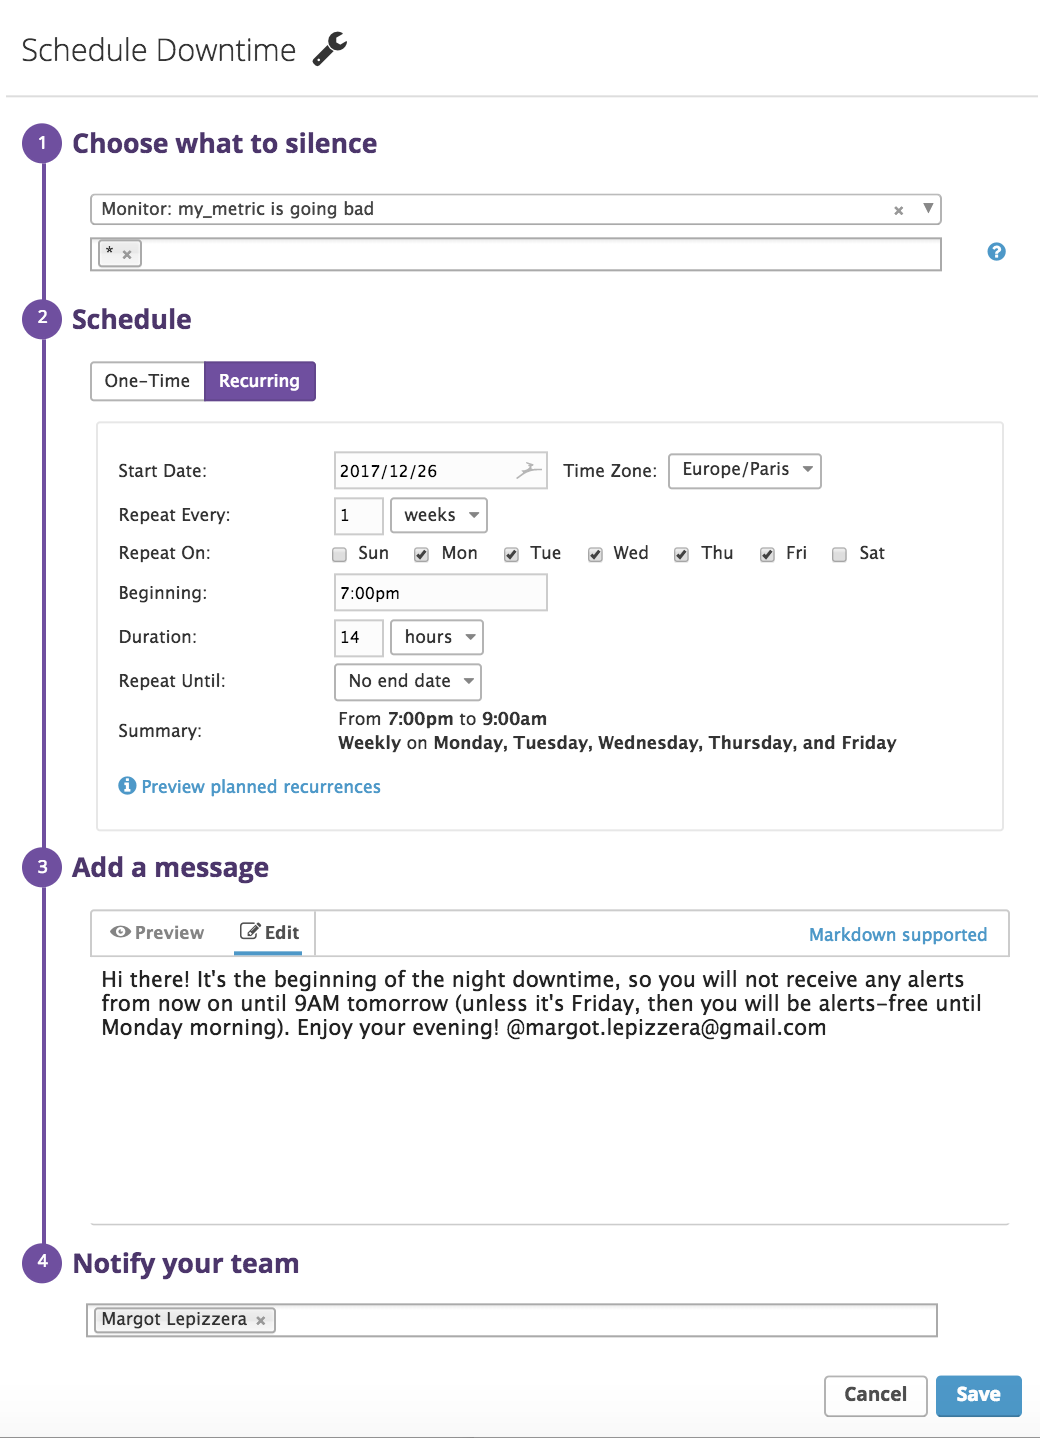 Schedule Downtime
1 Choose what to silence
Monitor: my_metric is going bad × ▼
* ×
?
2 Schedule
One-Time Recurring
Start Date: 2017/12/26 Time Zone: Europe/Paris
Repeat Every: 1 weeks
Repeat On: Sun Mon Tue Wed Thu Fri Sat
Beginning: 7:00pm
Duration: 14 hours
Repeat Until: No end date
Summary: From 7:00pm to 9:00am
Weekly on Monday, Tuesday, Wednesday, Thursday, and Friday
Preview planned recurrences
3 Add a message
Preview Edit Markdown supported
Hi there! It's the beginning of the night downtime, so you will not receive any alerts
from now on until 9AM tomorrow (unless it's Friday, then you will be alerts-free until
Monday morning). Enjoy your evening! @margot.lepizzera@gmail.com
4 Notify your team
Margot Lepizzera ×
Cancel Save